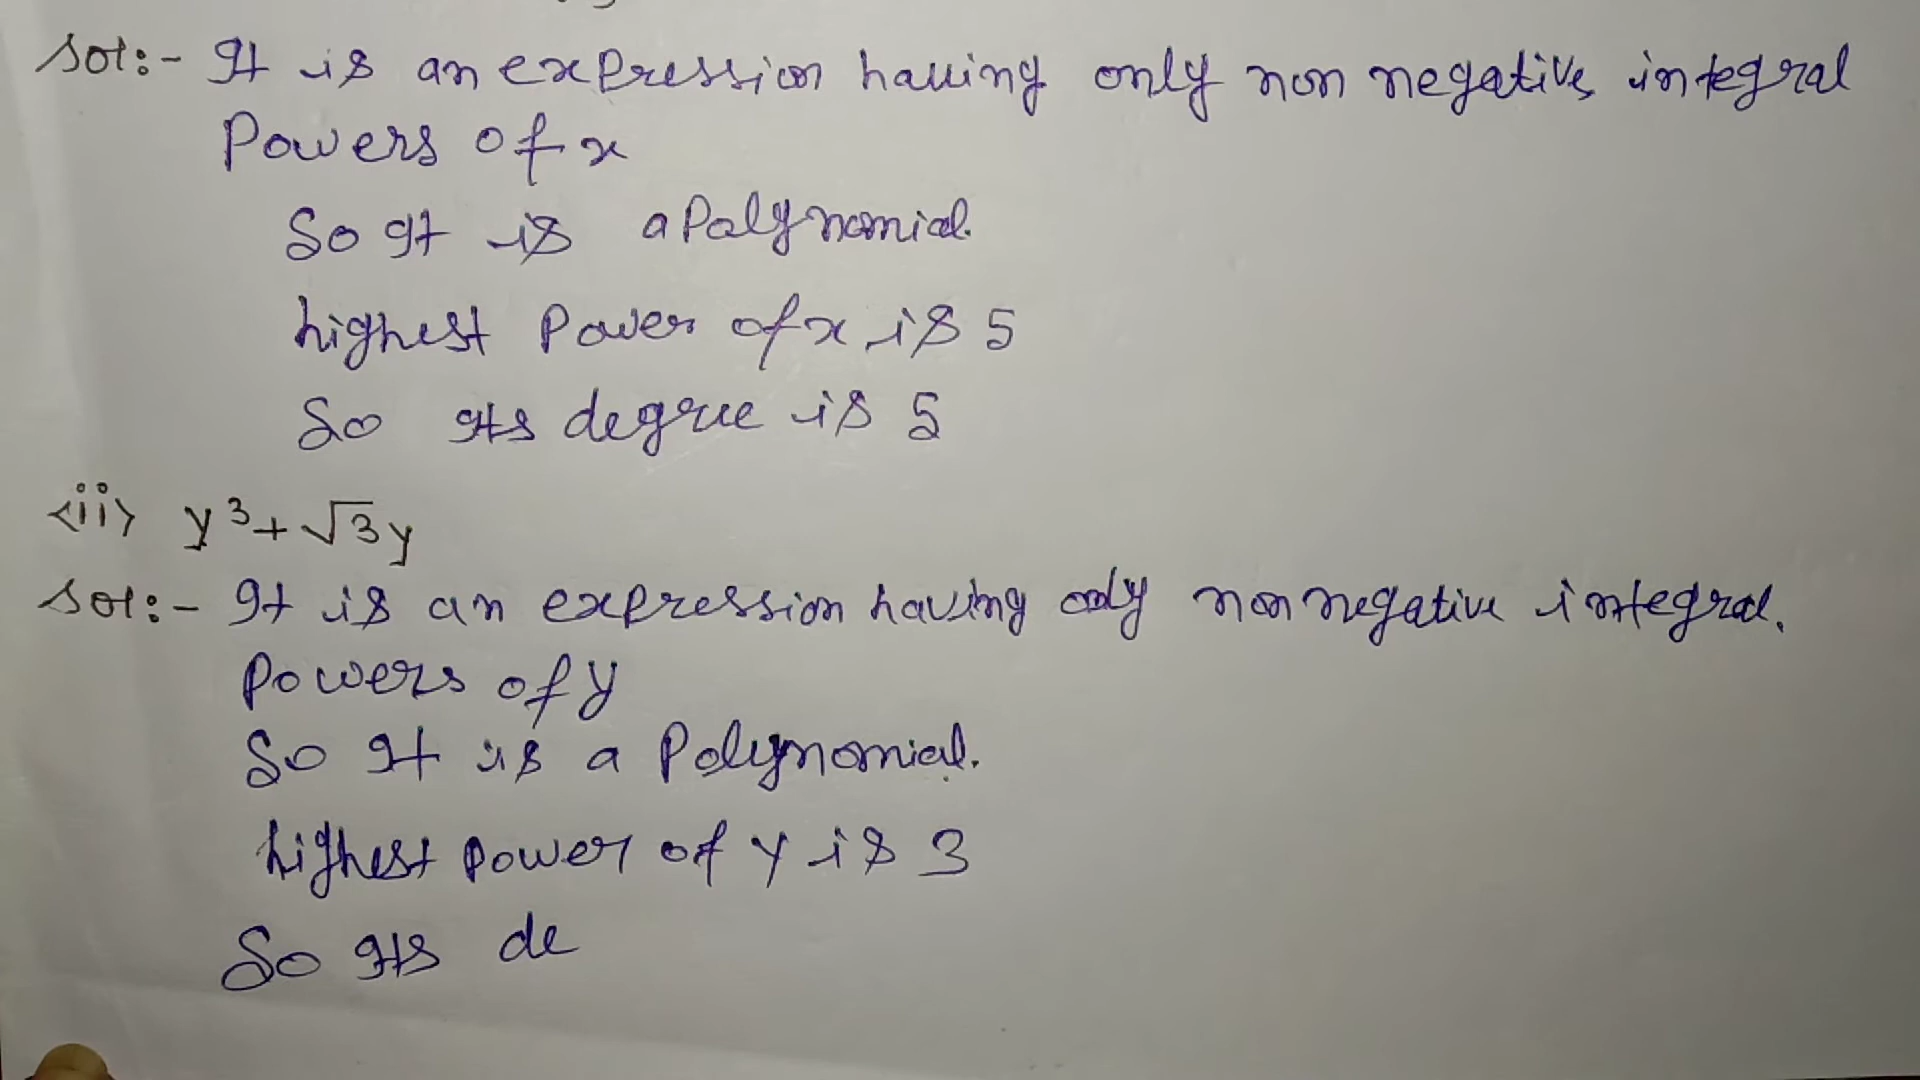 Sol:- It is an expression having only non negative integral
Powers of x
So It is a Polynomial.
highest Power of x is 5
So Its degree is 5
<ii> y³+√3y
Sol:- It is an expression having only non negative integral.
Powers of y
So It is a Polynomial.
highest power of y is 3
So Its de